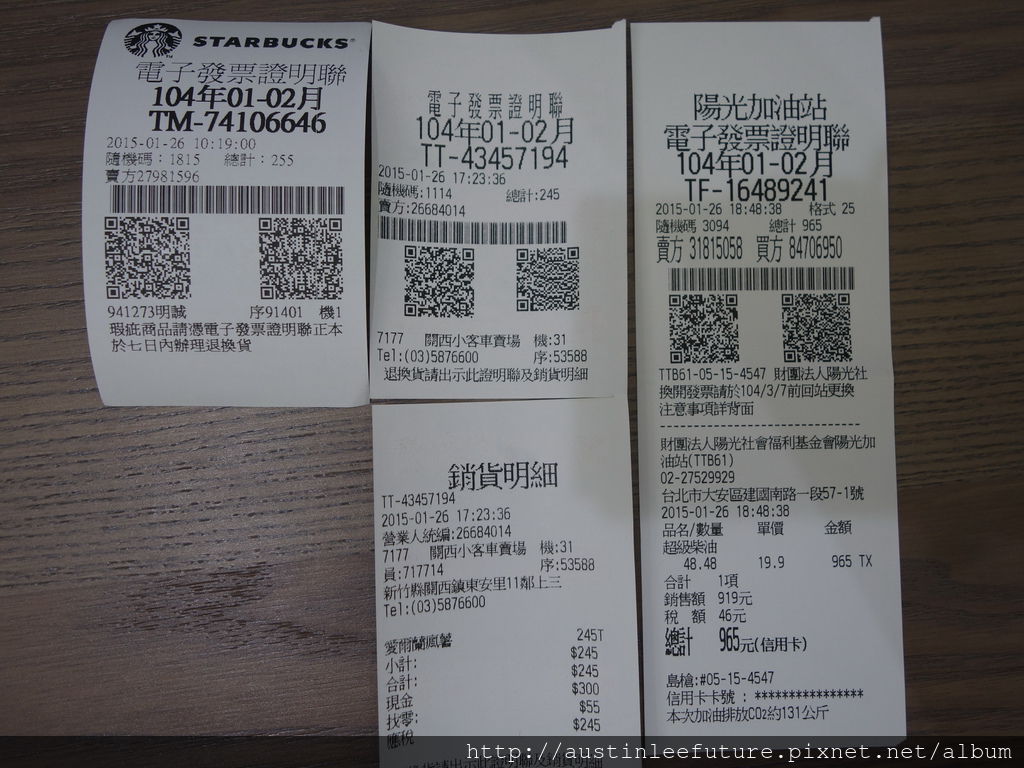 STARBUCKS
電子發票證明聯
104年01-02月
TM-74106646
2015-01-26 10:19:00
隨機碼：1815 總計：255
賣方27981596
941273明誠 序91401 機1
瑕疵商品請憑電子發票證明聯正本
於七日內辦理退換貨
電子發票證明聯
104年01-02月
TT-43457194
2015-01-26 17:23:36
隨機碼:1114 總計:245
賣方:26684014
7177 關西小客車賣場 機:31
Tel:(03)5876600 序:53588
退換貨請出示此證明聯及銷貨明細
銷貨明細
TT-43457194
2015-01-26 17:23:36
營業人統編:26684014
7177 關西小客車賣場 機:31
員:717714 序:53588
新竹縣關西鎮東安里11鄰上三
Tel:(03)5876600
愛爾蘭瘋薯 245T
小計: $245
合計: $245
現金 $300
找零: $55
應稅 $245
退換貨請出示此證明聯及銷貨明細
陽光加油站
電子發票證明聯
104年01-02月
TF-16489241
2015-01-26 18:48:38 格式 25
隨機碼 3094 總計 965
賣方 31815058 買方 84706950
TTB61-05-15-4547 財團法人陽光社
換開發票請於104/3/7前回站更換
注意事項詳背面
財團法人陽光社會福利基金會陽光加
油站(TTB61)
02-27529929
台北市大安區建國南路一段57-1號
2015-01-26 18:48:38
品名/數量 單價 金額
超級柴油
48.48 19.9 965 TX
合計 1項
銷售額 919元
稅 額 46元
總計 965元(信用卡)
島槍:#05-15-4547
信用卡卡號 : ****************
本次加油排放CO2約131公斤
http://austinleefuture.pixnet.net/album